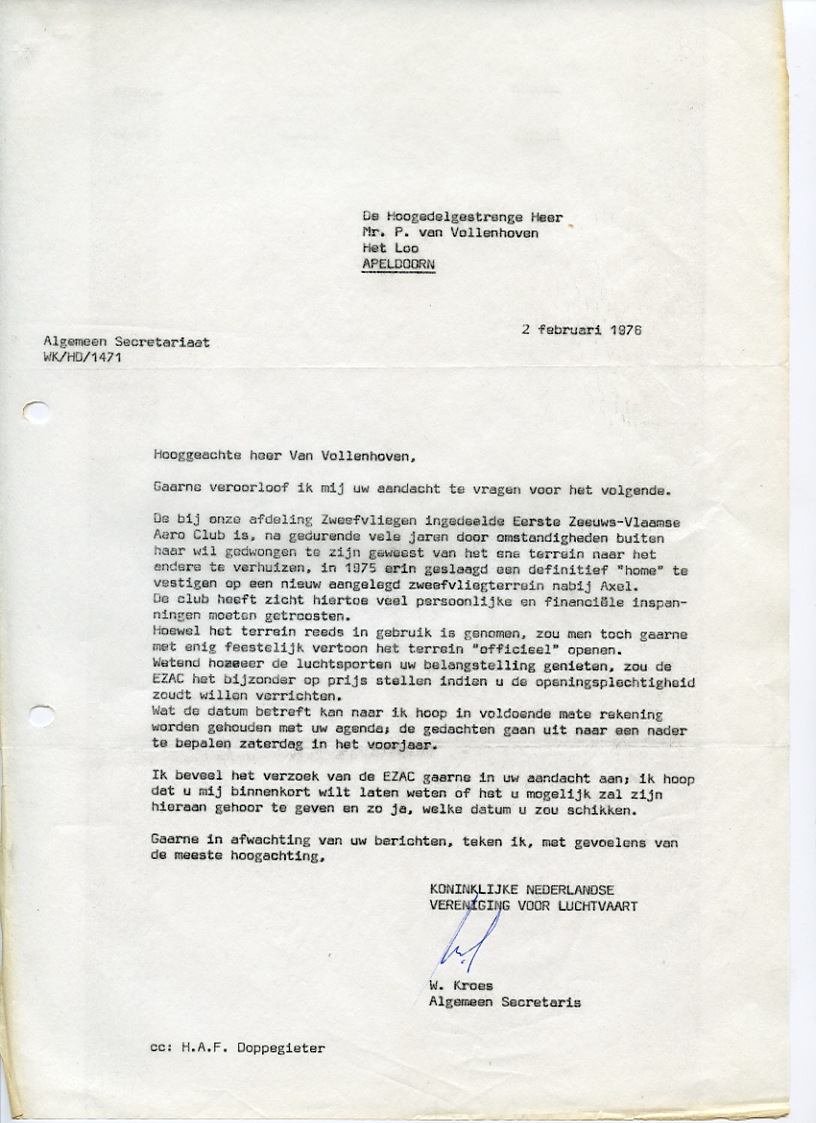 De Hoogedelgestrenge Heer
Mr. P. van Vollenhoven
Het Loo
APELDOORN
2 februari 1976
Algemeen Secretariaat
WK/HD/1471
Hooggeachte heer Van Vollenhoven,
Gaarne veroorloof ik mij uw aandacht te vragen voor het volgende.
De bij onze afdeling Zweefvliegen ingedeelde Eerste Zeeuws-Vlaamse
Aero Club is, na gedurende vele jaren door omstandigheden buiten
haar wil gedwongen te zijn geweest van het ene terrein naar het
andere te verhuizen, in 1975 erin geslaagd een definitief "home" te
vestigen op een nieuw aangelegd zweefvliegterrein nabij Axel.
De club heeft zicht hiertoe veel persoonlijke en financiële inspan-
ningen moeten getroosten.
Hoewel het terrein reeds in gebruik is genomen, zou men toch gaarne
met enig feestelijk vertoon het terrein "officieel" openen.
Wetend hozeer de luchtsporten uw belangstelling genieten, zou de
EZAC het bijzonder op prijs stellen indien u de openingsplechtigheid
zoudt willen verrichten.
Wat de datum betreft kan naar ik hoop in voldoende mate rekening
worden gehouden met uw agenda; de gedachten gaan uit naar een nader
te bepalen zaterdag in het voorjaar.
Ik beveel het verzoek van de EZAC gaarne in uw aandacht aan; ik hoop
dat u mij binnenkort wilt laten weten of het u mogelijk zal zijn
hieraan gehoor te geven en zo ja, welke datum u zou schikken.
Gaarne in afwachting van uw berichten, teken ik, met gevoelens van
de meeste hoogachting,
KONINKLIJKE NEDERLANDSE
VERENIGING VOOR LUCHTVAART
W. Kroes
Algemeen Secretaris
cc: H.A.F. Doppegieter